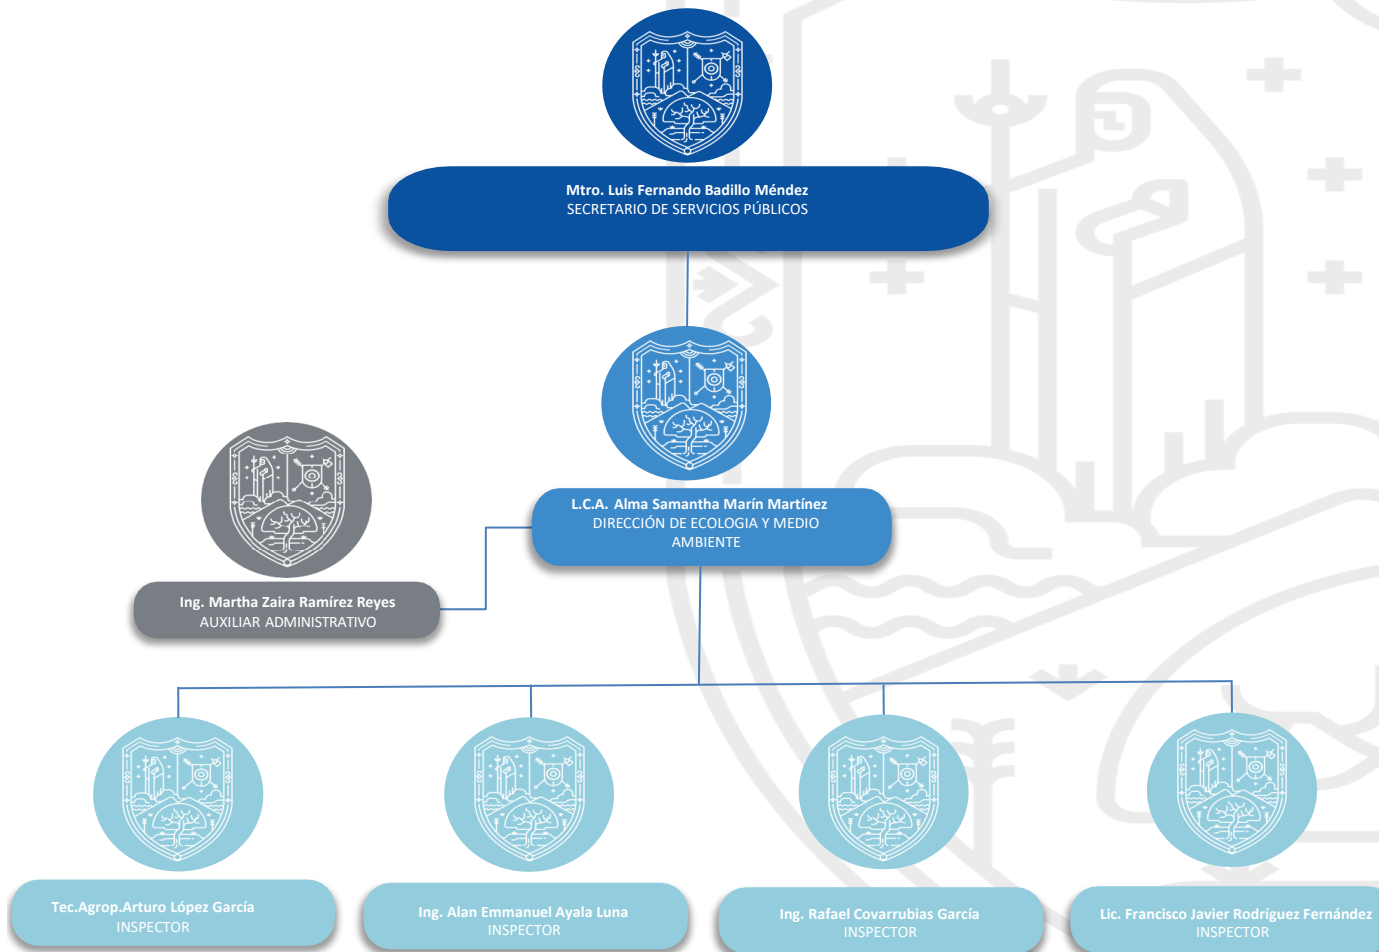 Mtro. Luis Fernando Badillo Méndez
SECRETARIO DE SERVICIOS PÚBLICOS
L.C.A. Alma Samantha Marín Martínez
DIRECCIÓN DE ECOLOGIA Y MEDIO
AMBIENTE
Ing. Martha Zaira Ramírez Reyes
AUXILIAR ADMINISTRATIVO
Tec.Agrop.Arturo López García
INSPECTOR
Ing. Alan Emmanuel Ayala Luna
INSPECTOR
Ing. Rafael Covarrubias García
INSPECTOR
Lic. Francisco Javier Rodríguez Fernández
INSPECTOR